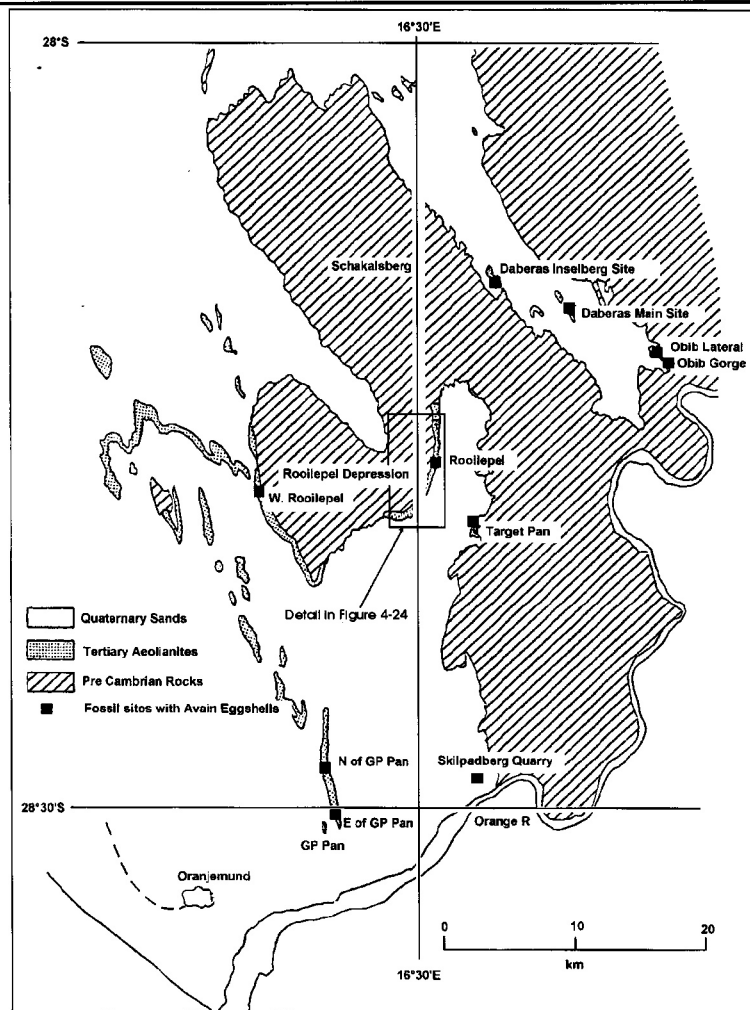 16°30'E
28°S
Schakalsberg
Daberas Inselberg Site
Daberas Main Site
Obib Lateral
Obib Gorge
Rooilepel Depression
Rooilepel
W. Rooilepel
Target Pan
Detail in Figure 4-24
Quaternary Sands
Tertiary Aeolianites
Pre Cambrian Rocks
Fossil sites with Avain Eggshells
N of GP Pan
Skilpadberg Quarry
28°30'S
E of GP Pan
Orange R
GP Pan
Oranjemund
0
10
20
km
16°30'E